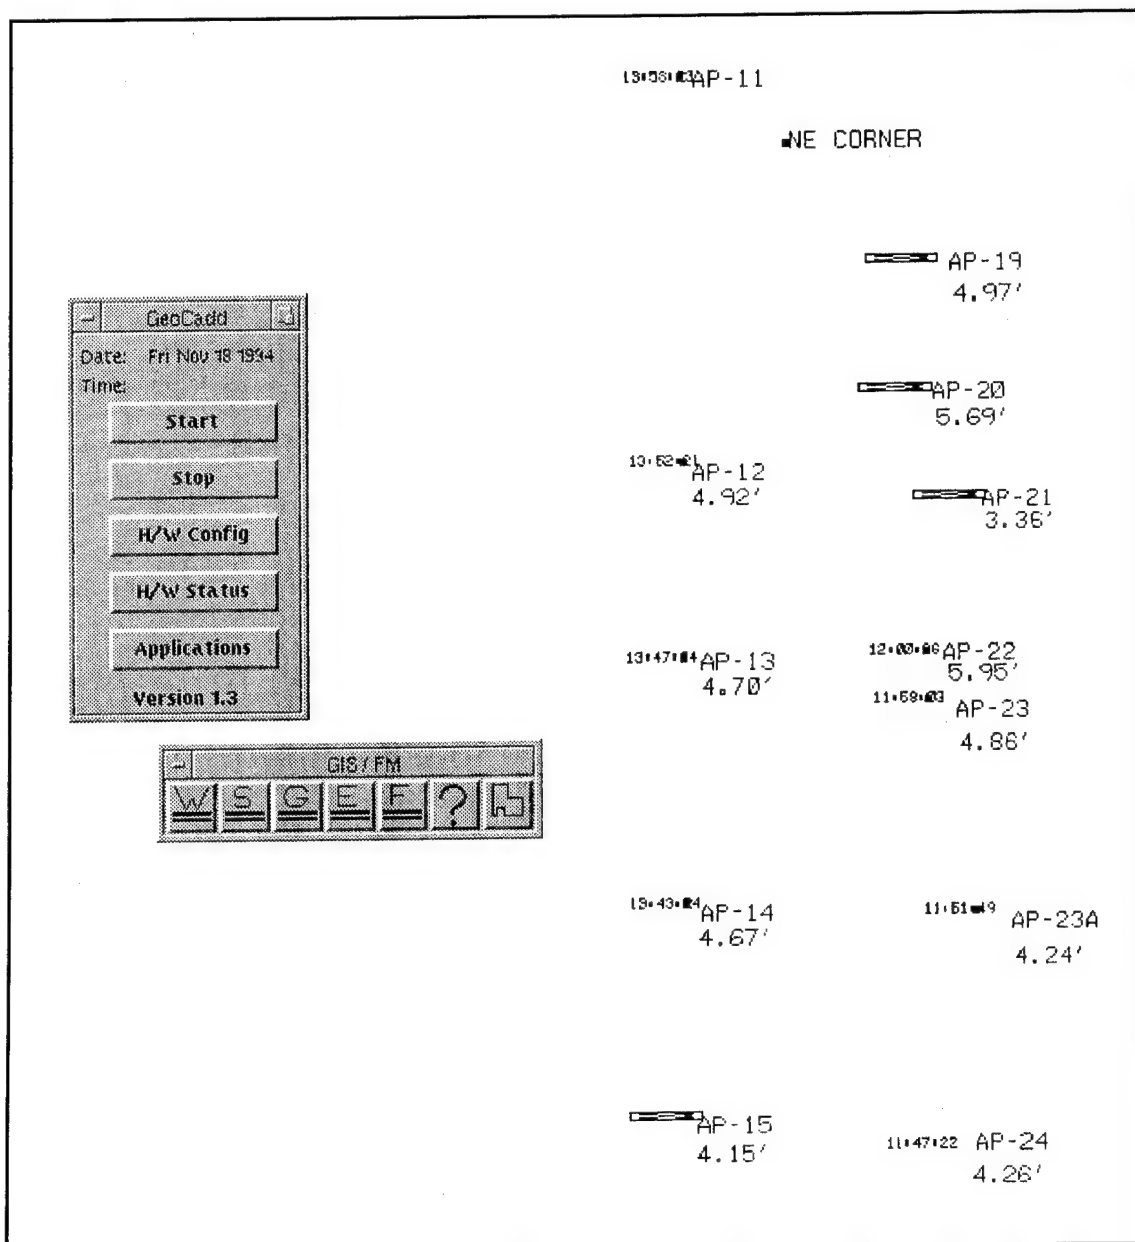 AP-11
NE CORNER
AP-19
4.97'
GeoCadd
Date: Fri Nov 18 1994
Time:
Start
Stop
H/W Config
H/W Status
Applications
Version 1.3
AP-20
5.69'
AP-12
4.92'
AP-21
3.36'
AP-13
4.70'
AP-22
5.95'
AP-23
4.86'
GIS/FM
W S G E F ?
AP-14
4.67'
AP-23A
4.24'
AP-15
4.15'
11:47:22 AP-24
4.26'